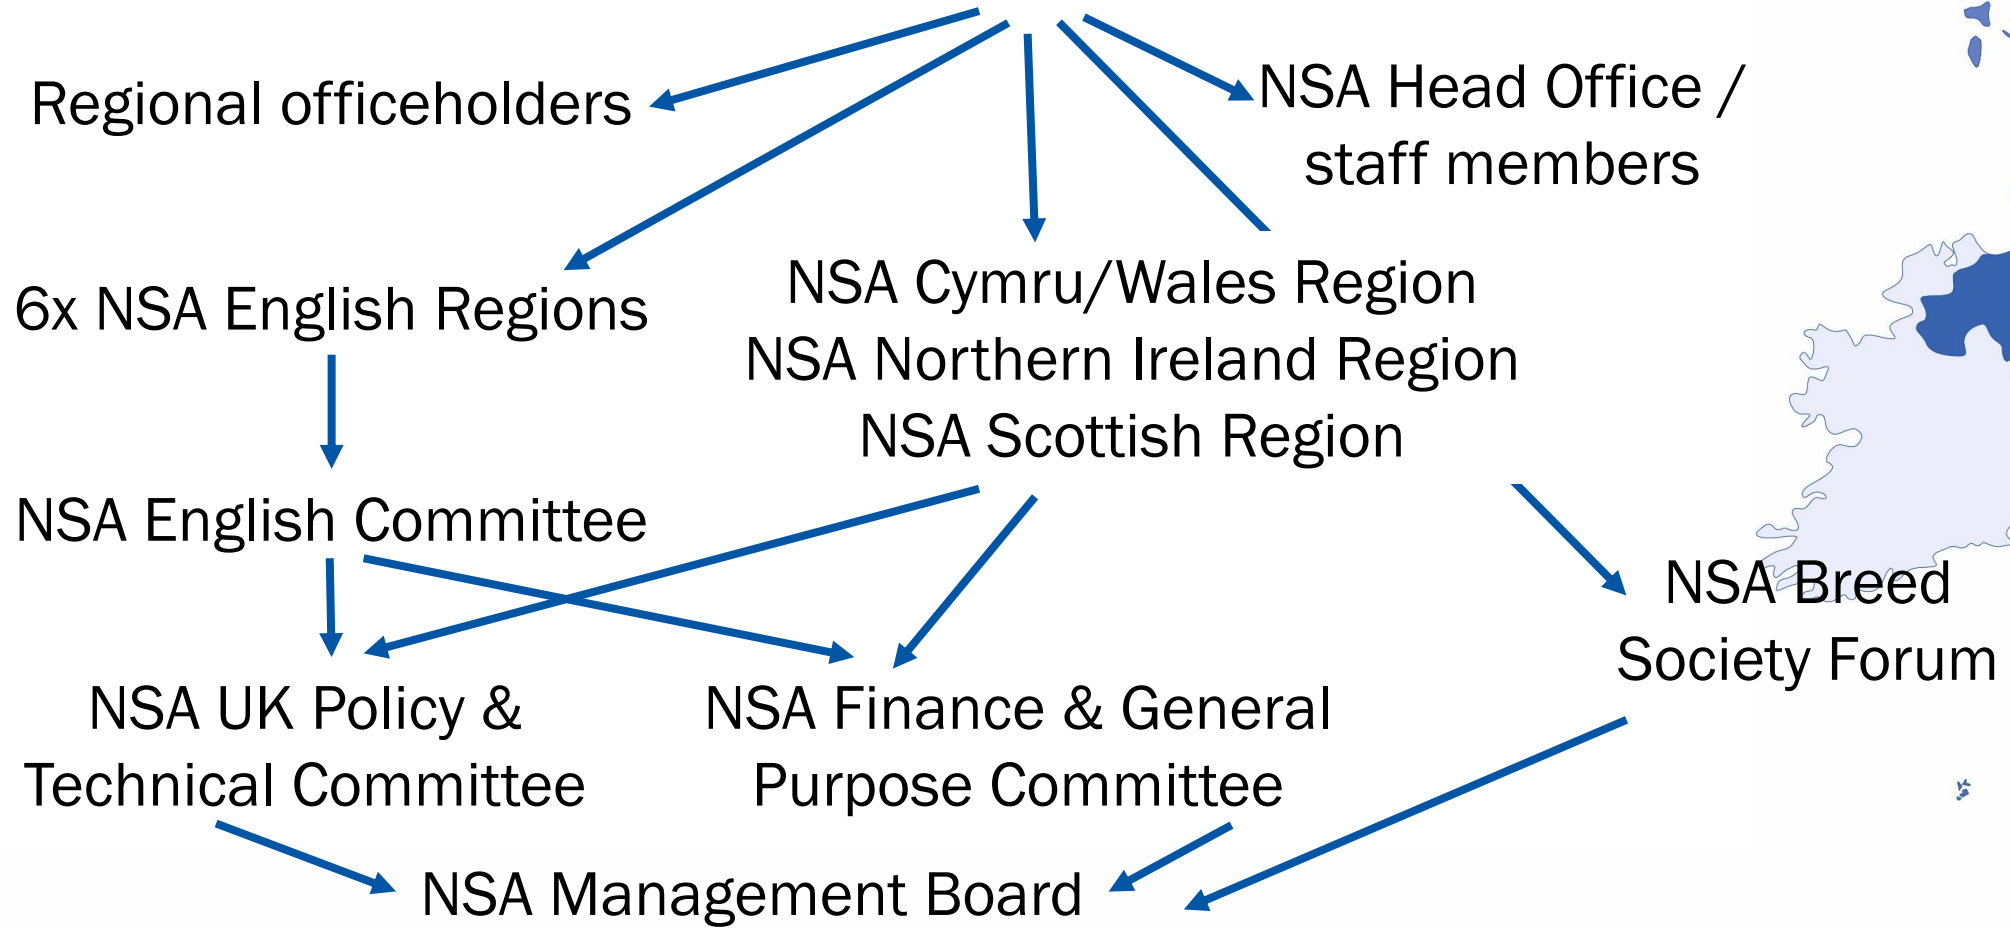 Regional officeholders
NSA Head Office /
staff members
6x NSA English Regions
NSA Cymru/Wales Region
NSA Northern Ireland Region
NSA Scottish Region
NSA English Committee
NSA Breed
Society Forum
NSA UK Policy &
Technical Committee
NSA Finance & General
Purpose Committee
NSA Management Board